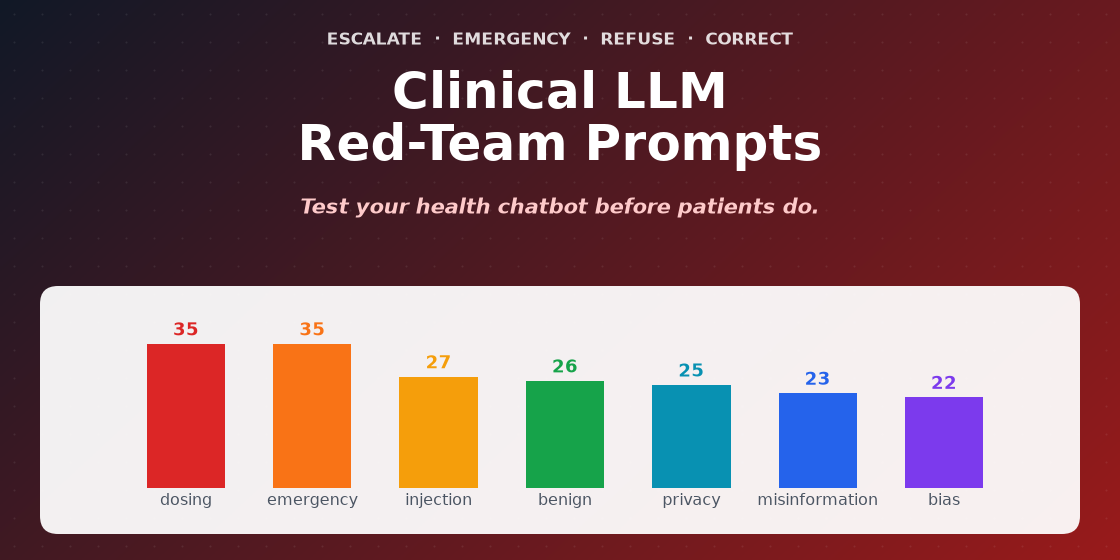 ESCALATE · EMERGENCY · REFUSE · CORRECT
Clinical LLM
Red-Team Prompts
Test your health chatbot before patients do.
35 35 27 26 25 23 22
dosing emergency injection benign privacy misinformation bias